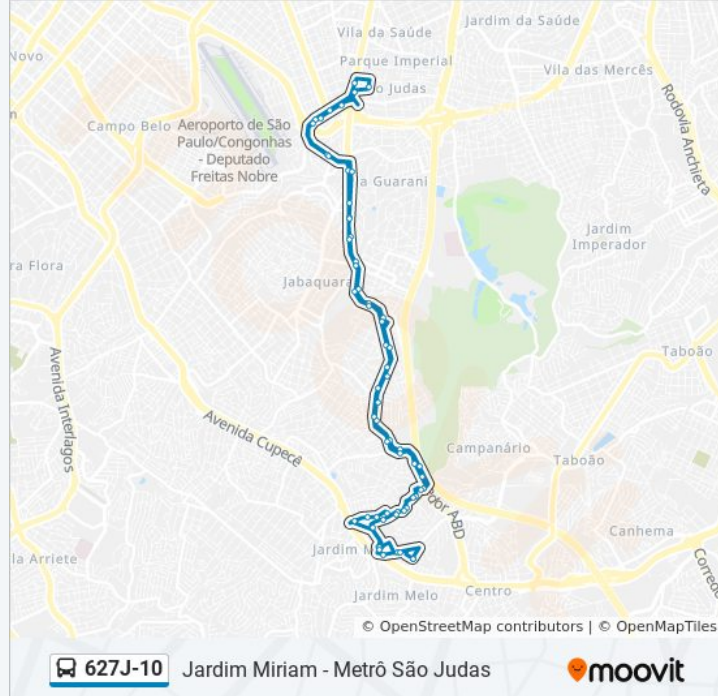 Jardim da Saúde
Vila da Saúde
Novo
Parque Imperial
Vila das Mercês
o Judas
Rodovia Anchieta
Campo Belo
Aeroporto de São
Paulo/Congonhas
- Deputado
Freitas Nobre
a Guarani
Jardim
Imperador
ra Flora
Jabaquara
Taboão
Avenida Interlagos
Avenida Cupecê
Campanário
Taboão
dor ABD
Canhema
la Arriete
Jardim M
Corred
Centro
Jardim Melo
© OpenStreetMap contributors | © OpenMapTiles
627J-10 Jardim Miriam - Metrô São Judas
moovit